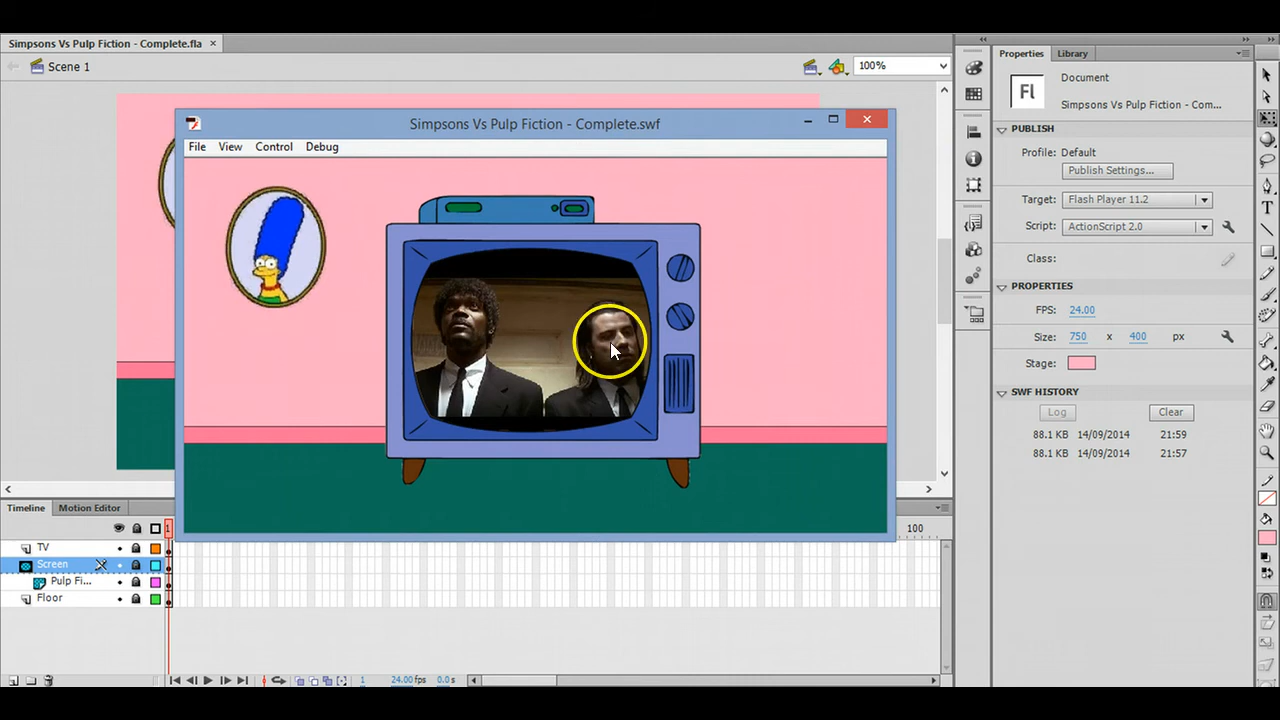 Simpsons Vs Pulp Fiction - Complete.fla ×
Scene 1
100%
Simpsons Vs Pulp Fiction - Complete.swf
File View Control Debug
Properties Library
Fl
Document
Simpsons Vs Pulp Fiction - Com...
PUBLISH
Profile: Default
Publish Settings...
Target: Flash Player 11.2
Script: ActionScript 2.0
Class:
PROPERTIES
FPS: 24.00
Size: 750 x 400 px
Stage:
SWF HISTORY
Log Clear
88.1 KB 14/09/2014 21:59
88.1 KB 14/09/2014 21:57
Timeline Motion Editor
1 100
TV
Screen
Pulp Fi...
Floor
1 24.00fps 0.0s